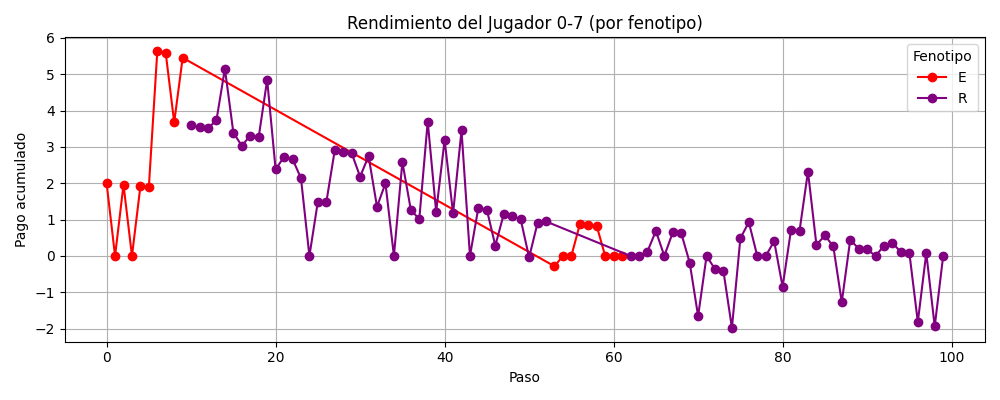 Rendimiento del Jugador 0-7 (por fenotipo)
Pago acumulado
6
5
4
3
2
1
0
−1
−2
Fenotipo
E
R
0 20 40 60 80 100
Paso